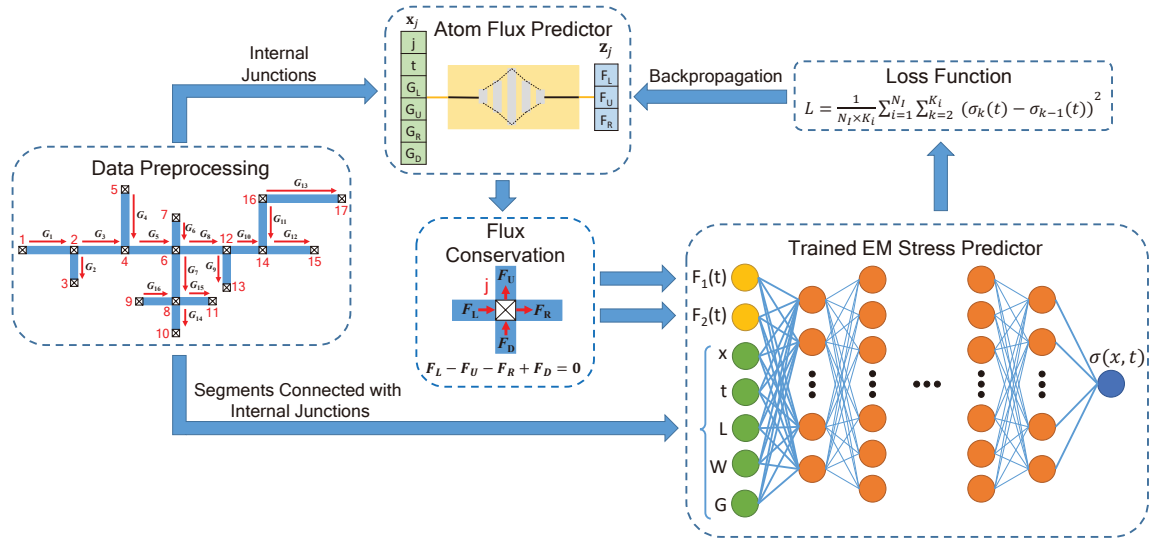 Internal
Junctions
x_j
j
t
G_L
G_U
G_R
G_D
Atom Flux Predictor
z_j
F_L
F_U
F_R
Backpropagation
Loss Function
L = \frac{1}{N_I×K_i} \sum_{i=1}^{N_I} \sum_{k=2}^{K_i} (σ_k(t) − σ_{k−1}(t))^2
Data Preprocessing
1
2
3
4
5
6
7
8
9
10
11
12
13
14
15
16
17
G_1
G_2
G_3
G_4
G_5
G_6
G_7
G_8
G_9
G_10
G_11
G_12
G_13
G_14
G_15
G_16
Flux
Conservation
j
F_U
F_L
F_R
F_D
F_L − F_U − F_R + F_D = 0
Segments Connected with
Internal Junctions
Trained EM Stress Predictor
F_1(t)
F_2(t)
x
t
L
W
G
σ(x, t)